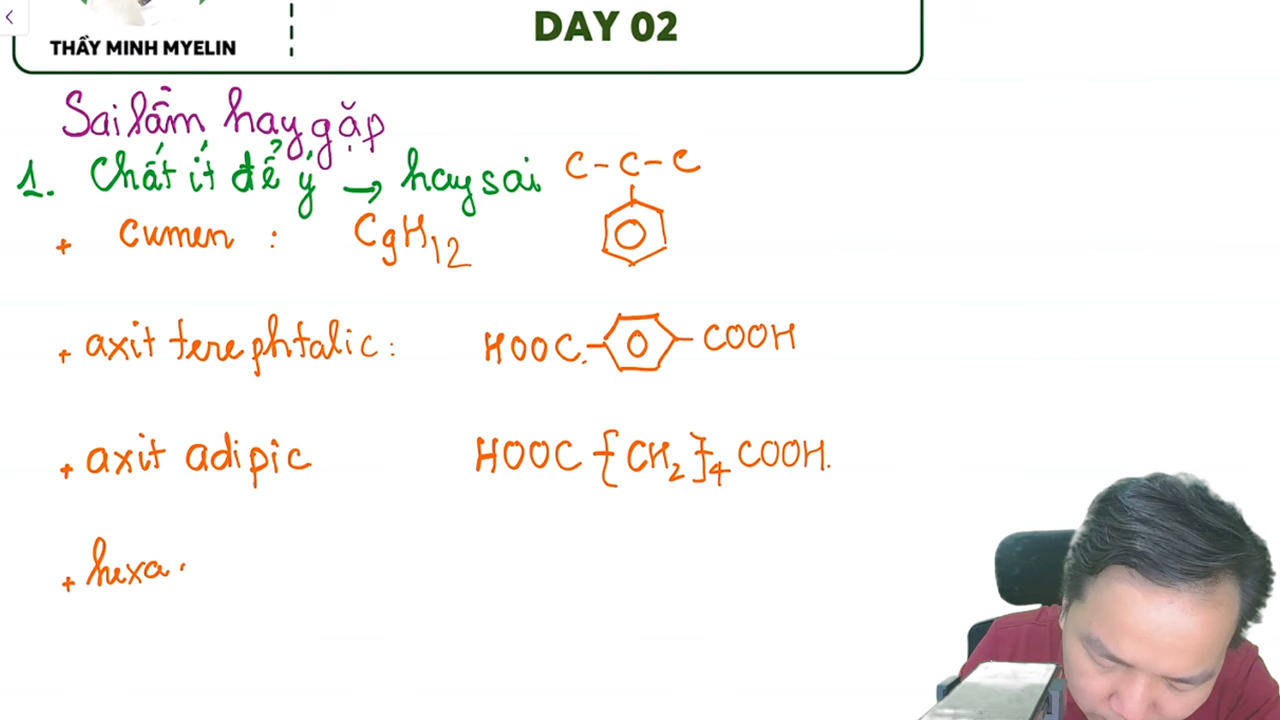 THẦY MINH MYELIN
DAY 02
Sai lầm hay gặp
1. Chất ít để ý → hay sai
C-C-C
+ cumen : C9H12
+ axit terephtalic: HOOC - COOH
+ axit adipic HOOC-[CH2]4 COOH.
+ hexa.